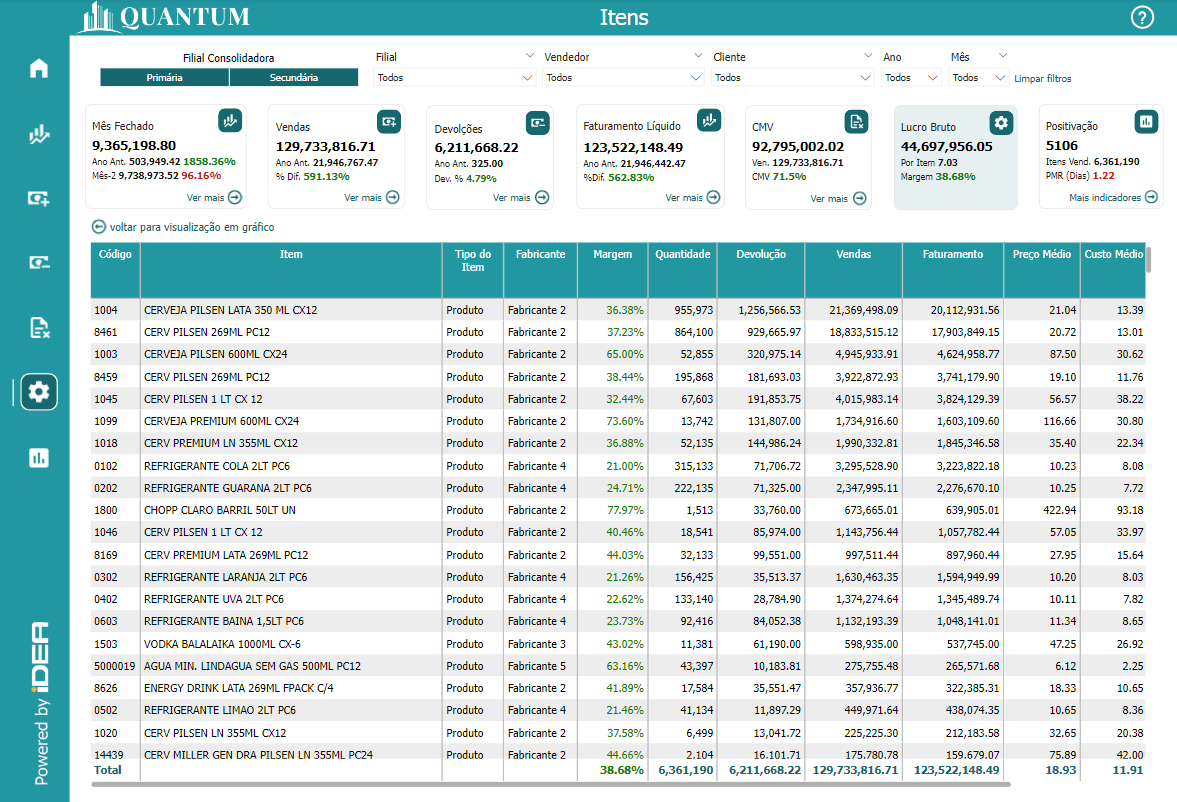 QUANTUM
Itens
Filial Consolidadora
Primária Secundária
Filial Vendedor Cliente Ano Mês
Todos Todos Todos Todos Todos Limpar filtros
Mês Fechado
9,365,198.80
Ano Ant. 503,949.42 1858.36%
Mês-2 9,738,973.52 96.16%
Ver mais
Vendas
129,733,816.71
Ano Ant. 21,946,767.47
% Dif. 591.13%
Ver mais
Devolções
6,211,668.22
Ano Ant. 325.00
Dev. % 4.79%
Ver mais
Faturamento Líquido
123,522,148.49
Ano Ant. 21,946,442.47
%Dif. 562.83%
Ver mais
CMV
92,795,002.02
Ven. 129,733,816.71
CMV 71.5%
Ver mais
Lucro Bruto
44,697,956.05
Por Item 7.03
Margem 38.68%
Positivação
5106
Itens Vend. 6,361,190
PMR (Dias) 1.22
Mais indicadores
voltar para visualização em gráfico
Código Item Tipo do Item Fabricante Margem Quantidade Devolução Vendas Faturamento Preço Médio Custo Médio
1004 CERVEJA PILSEN LATA 350 ML CX12 Produto Fabricante 2 36.38% 955,973 1,256,566.53 21,369,498.09 20,112,931.56 21.04 13.39
8461 CERV PILSEN 269ML PC12 Produto Fabricante 2 37.23% 864,100 929,665.97 18,833,515.12 17,903,849.15 20.72 13.01
1003 CERVEJA PILSEN 600ML CX24 Produto Fabricante 2 65.00% 52,855 320,975.14 4,945,933.91 4,624,958.77 87.50 30.62
8459 CERV PILSEN 269ML PC12 Produto Fabricante 2 38.44% 195,868 181,693.03 3,922,872.93 3,741,179.90 19.10 11.76
1045 CERV PILSEN 1 LT CX 12 Produto Fabricante 2 32.44% 67,603 191,853.75 4,015,983.14 3,824,129.39 56.57 38.22
1099 CERVEJA PREMIUM 600ML CX24 Produto Fabricante 2 73.60% 13,742 131,807.00 1,734,916.60 1,603,109.60 116.66 30.80
1018 CERV PREMIUM LN 355ML CX12 Produto Fabricante 2 36.88% 52,135 144,986.24 1,990,332.81 1,845,346.58 35.40 22.34
0102 REFRIGERANTE COLA 2LT PC6 Produto Fabricante 4 21.00% 315,133 71,706.72 3,295,528.90 3,223,822.18 10.23 8.08
0202 REFRIGERANTE GUARANA 2LT PC6 Produto Fabricante 4 24.71% 222,135 71,325.00 2,347,995.11 2,276,670.10 10.25 7.72
1800 CHOPP CLARO BARRIL 50LT UN Produto Fabricante 2 77.97% 1,513 33,760.00 673,665.01 639,905.01 422.94 93.18
1046 CERV PILSEN 1 LT CX 12 Produto Fabricante 2 40.46% 18,541 85,974.00 1,143,756.44 1,057,782.44 57.05 33.97
8169 CERV PREMIUM LATA 269ML PC12 Produto Fabricante 2 44.03% 32,133 99,551.00 997,511.44 897,960.44 27.95 15.64
0302 REFRIGERANTE LARANJA 2LT PC6 Produto Fabricante 4 21.26% 156,425 35,513.37 1,630,463.35 1,594,949.99 10.20 8.03
0402 REFRIGERANTE UVA 2LT PC6 Produto Fabricante 4 22.62% 133,140 28,784.90 1,374,274.64 1,345,489.74 10.11 7.82
0603 REFRIGERANTE BAINA 1,5LT PC6 Produto Fabricante 4 23.73% 92,416 84,052.38 1,132,193.39 1,048,141.01 11.34 8.65
1503 VODKA BALALAIKA 1000ML CX-6 Produto Fabricante 3 43.02% 11,381 61,190.00 598,935.00 537,745.00 47.25 26.92
5000019 AGUA MIN. LINDAGUA SEM GAS 500ML PC12 Produto Fabricante 5 63.16% 43,397 10,183.81 275,755.48 265,571.68 6.12 2.25
8626 ENERGY DRINK LATA 269ML FPACK C/4 Produto Fabricante 2 41.89% 17,584 35,551.47 357,936.77 322,385.31 18.33 10.65
0502 REFRIGERANTE LIMAO 2LT PC6 Produto Fabricante 4 21.46% 41,134 11,897.29 449,971.64 438,074.35 10.65 8.36
1020 CERV PILSEN LN 355ML CX12 Produto Fabricante 2 37.58% 6,499 13,041.72 225,225.30 212,183.58 32.65 20.38
14439 CERV MILLER GEN DRA PILSEN LN 355ML PC24 Produto Fabricante 2 44.66% 2,104 16,101.71 175,780.78 159,679.07 75.89 42.00
Total 38.68% 6,361,190 6,211,668.22 129,733,816.71 123,522,148.49 18.93 11.91
Powered by iDEA